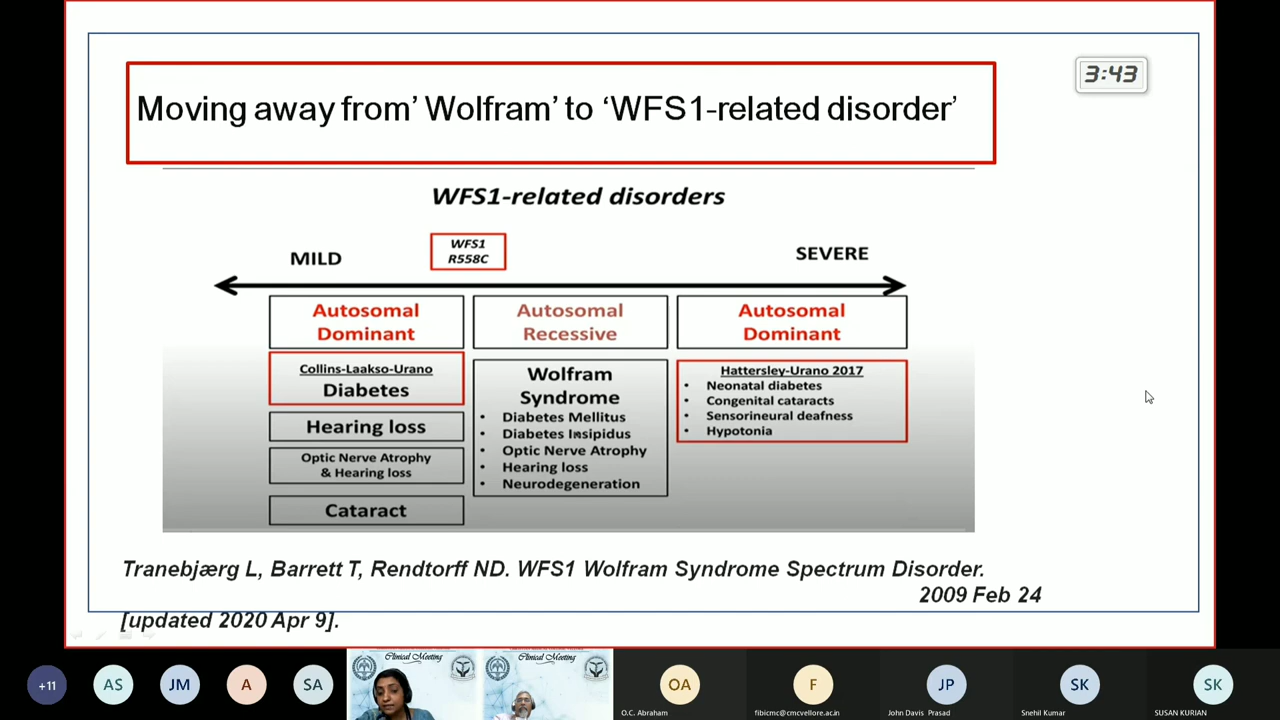 3:43
Moving away from’ Wolfram’ to ‘WFS1-related disorder’
WFS1-related disorders
MILD
WFS1
R558C
SEVERE
Autosomal
Dominant
Collins-Laakso-Urano
Diabetes
Hearing loss
Optic Nerve Atrophy
& Hearing loss
Cataract
Autosomal
Recessive
Wolfram
Syndrome
• Diabetes Mellitus
• Diabetes Insipidus
• Optic Nerve Atrophy
• Hearing loss
• Neurodegeneration
Autosomal
Dominant
Hattersley-Urano 2017
• Neonatal diabetes
• Congenital cataracts
• Sensorineural deafness
• Hypotonia
Tranebjærg L, Barrett T, Rendtorff ND. WFS1 Wolfram Syndrome Spectrum Disorder.
2009 Feb 24
[updated 2020 Apr 9].
+11
AS
JM
A
SA
Clinical Meeting
Clinical Meeting
OA
O.C. Abraham
F
fibicmc@cmcvellore.ac.in
JP
John Davis Prasad
SK
Snehil Kumar
SK
SUSAN KURIAN